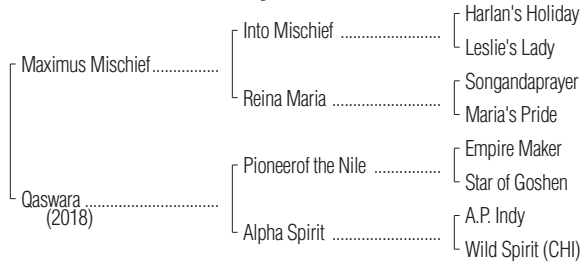 Harlan's Holiday
Into Mischief ....................
Leslie's Lady
Maximus Mischief................
Songandaprayer
Reina Maria ......................
Maria's Pride
Empire Maker
Pioneerof the Nile ................
Star of Goshen
Qaswara ..........................
(2018)
A.P. Indy
Alpha Spirit ......................
Wild Spirit (CHI)